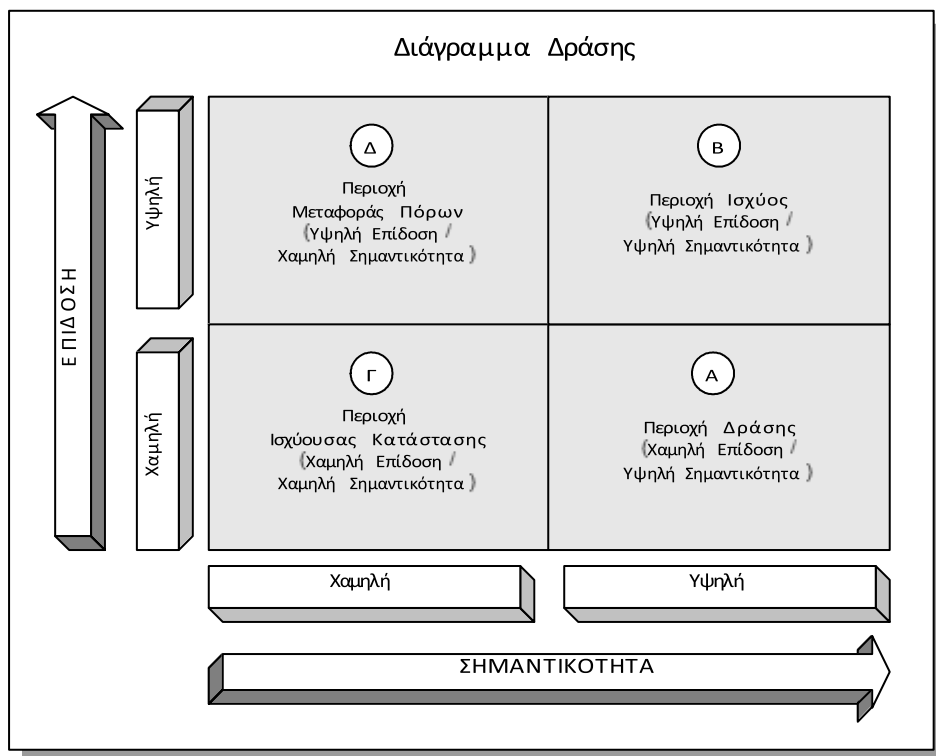 Διάγραμμα Δράσης
ΕΠΙΔΟΣΗ
Υψηλή
Χαμηλή
Δ
Περιοχή
Μεταφοράς Πόρων
(Υψηλή Επίδοση /
Χαμηλή Σημαντικότητα)
Β
Περιοχή Ισχύος
(Υψηλή Επίδοση /
Υψηλή Σημαντικότητα)
Γ
Περιοχή
Ισχύουσας Κατάστασης
(Χαμηλή Επίδοση /
Χαμηλή Σημαντικότητα)
Α
Περιοχή Δράσης
(Χαμηλή Επίδοση /
Υψηλή Σημαντικότητα)
Χαμηλή
Υψηλή
ΣΗΜΑΝΤΙΚΟΤΗΤΑ